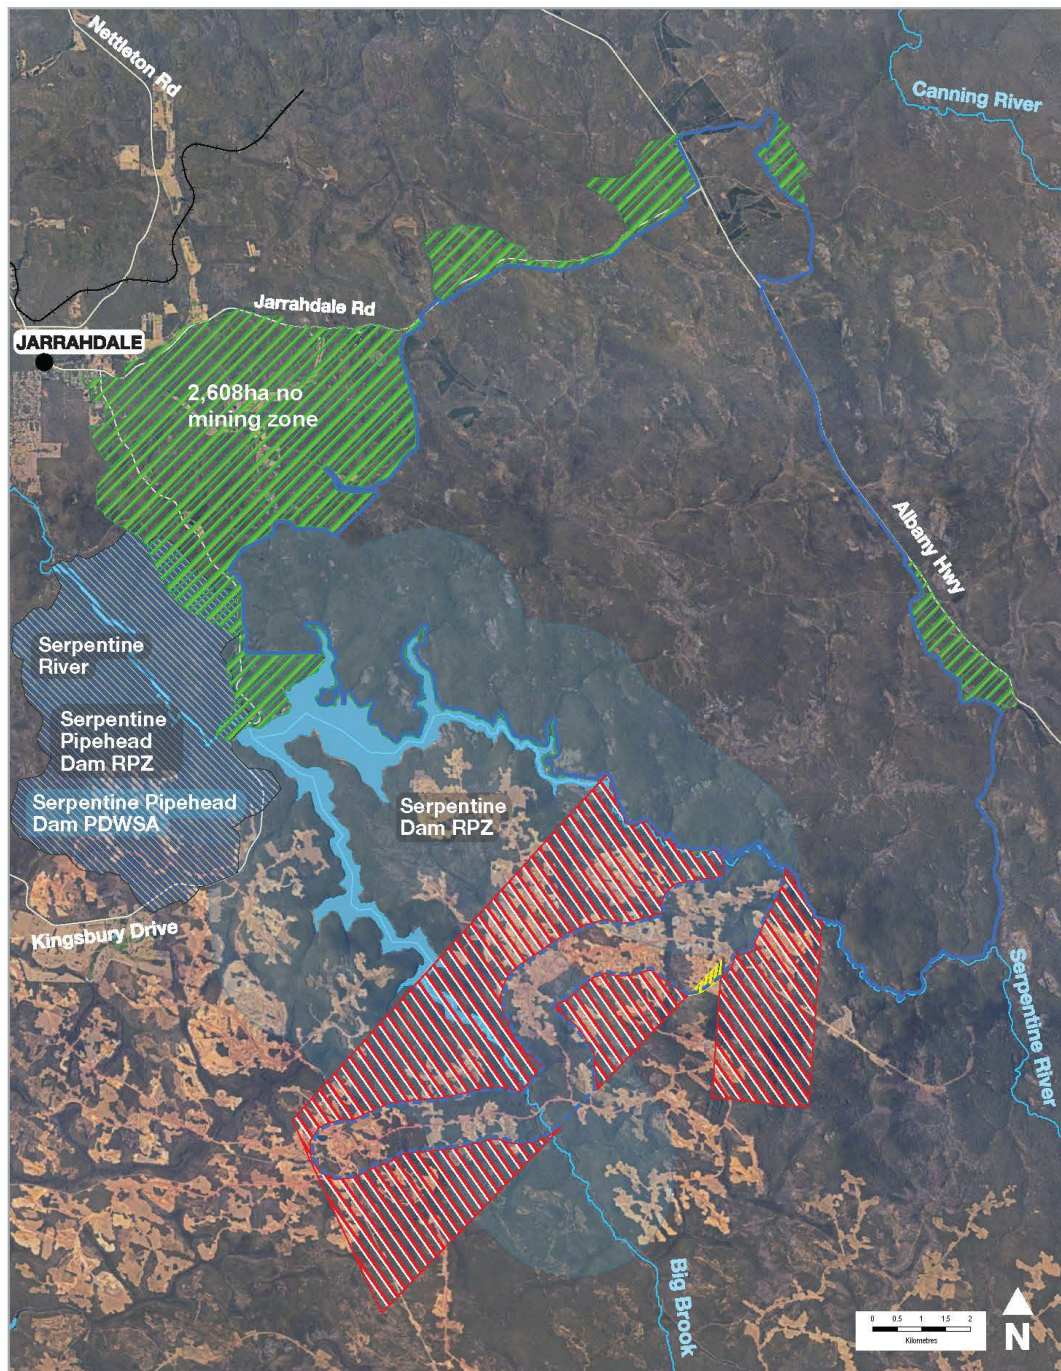 Nettleton Rd
Canning River
Jarrahdale Rd
JARRAHDALE
2,608ha no
mining zone
Albany Hwy
Serpentine
River
Serpentine
Pipehead
Dam RPZ
Serpentine Pipehead
Dam PDWSA
Serpentine
Dam RPZ
Kingsbury Drive
Serpentine River
Big Brook
0 0.5 1 1.5 2
Kilometres
N